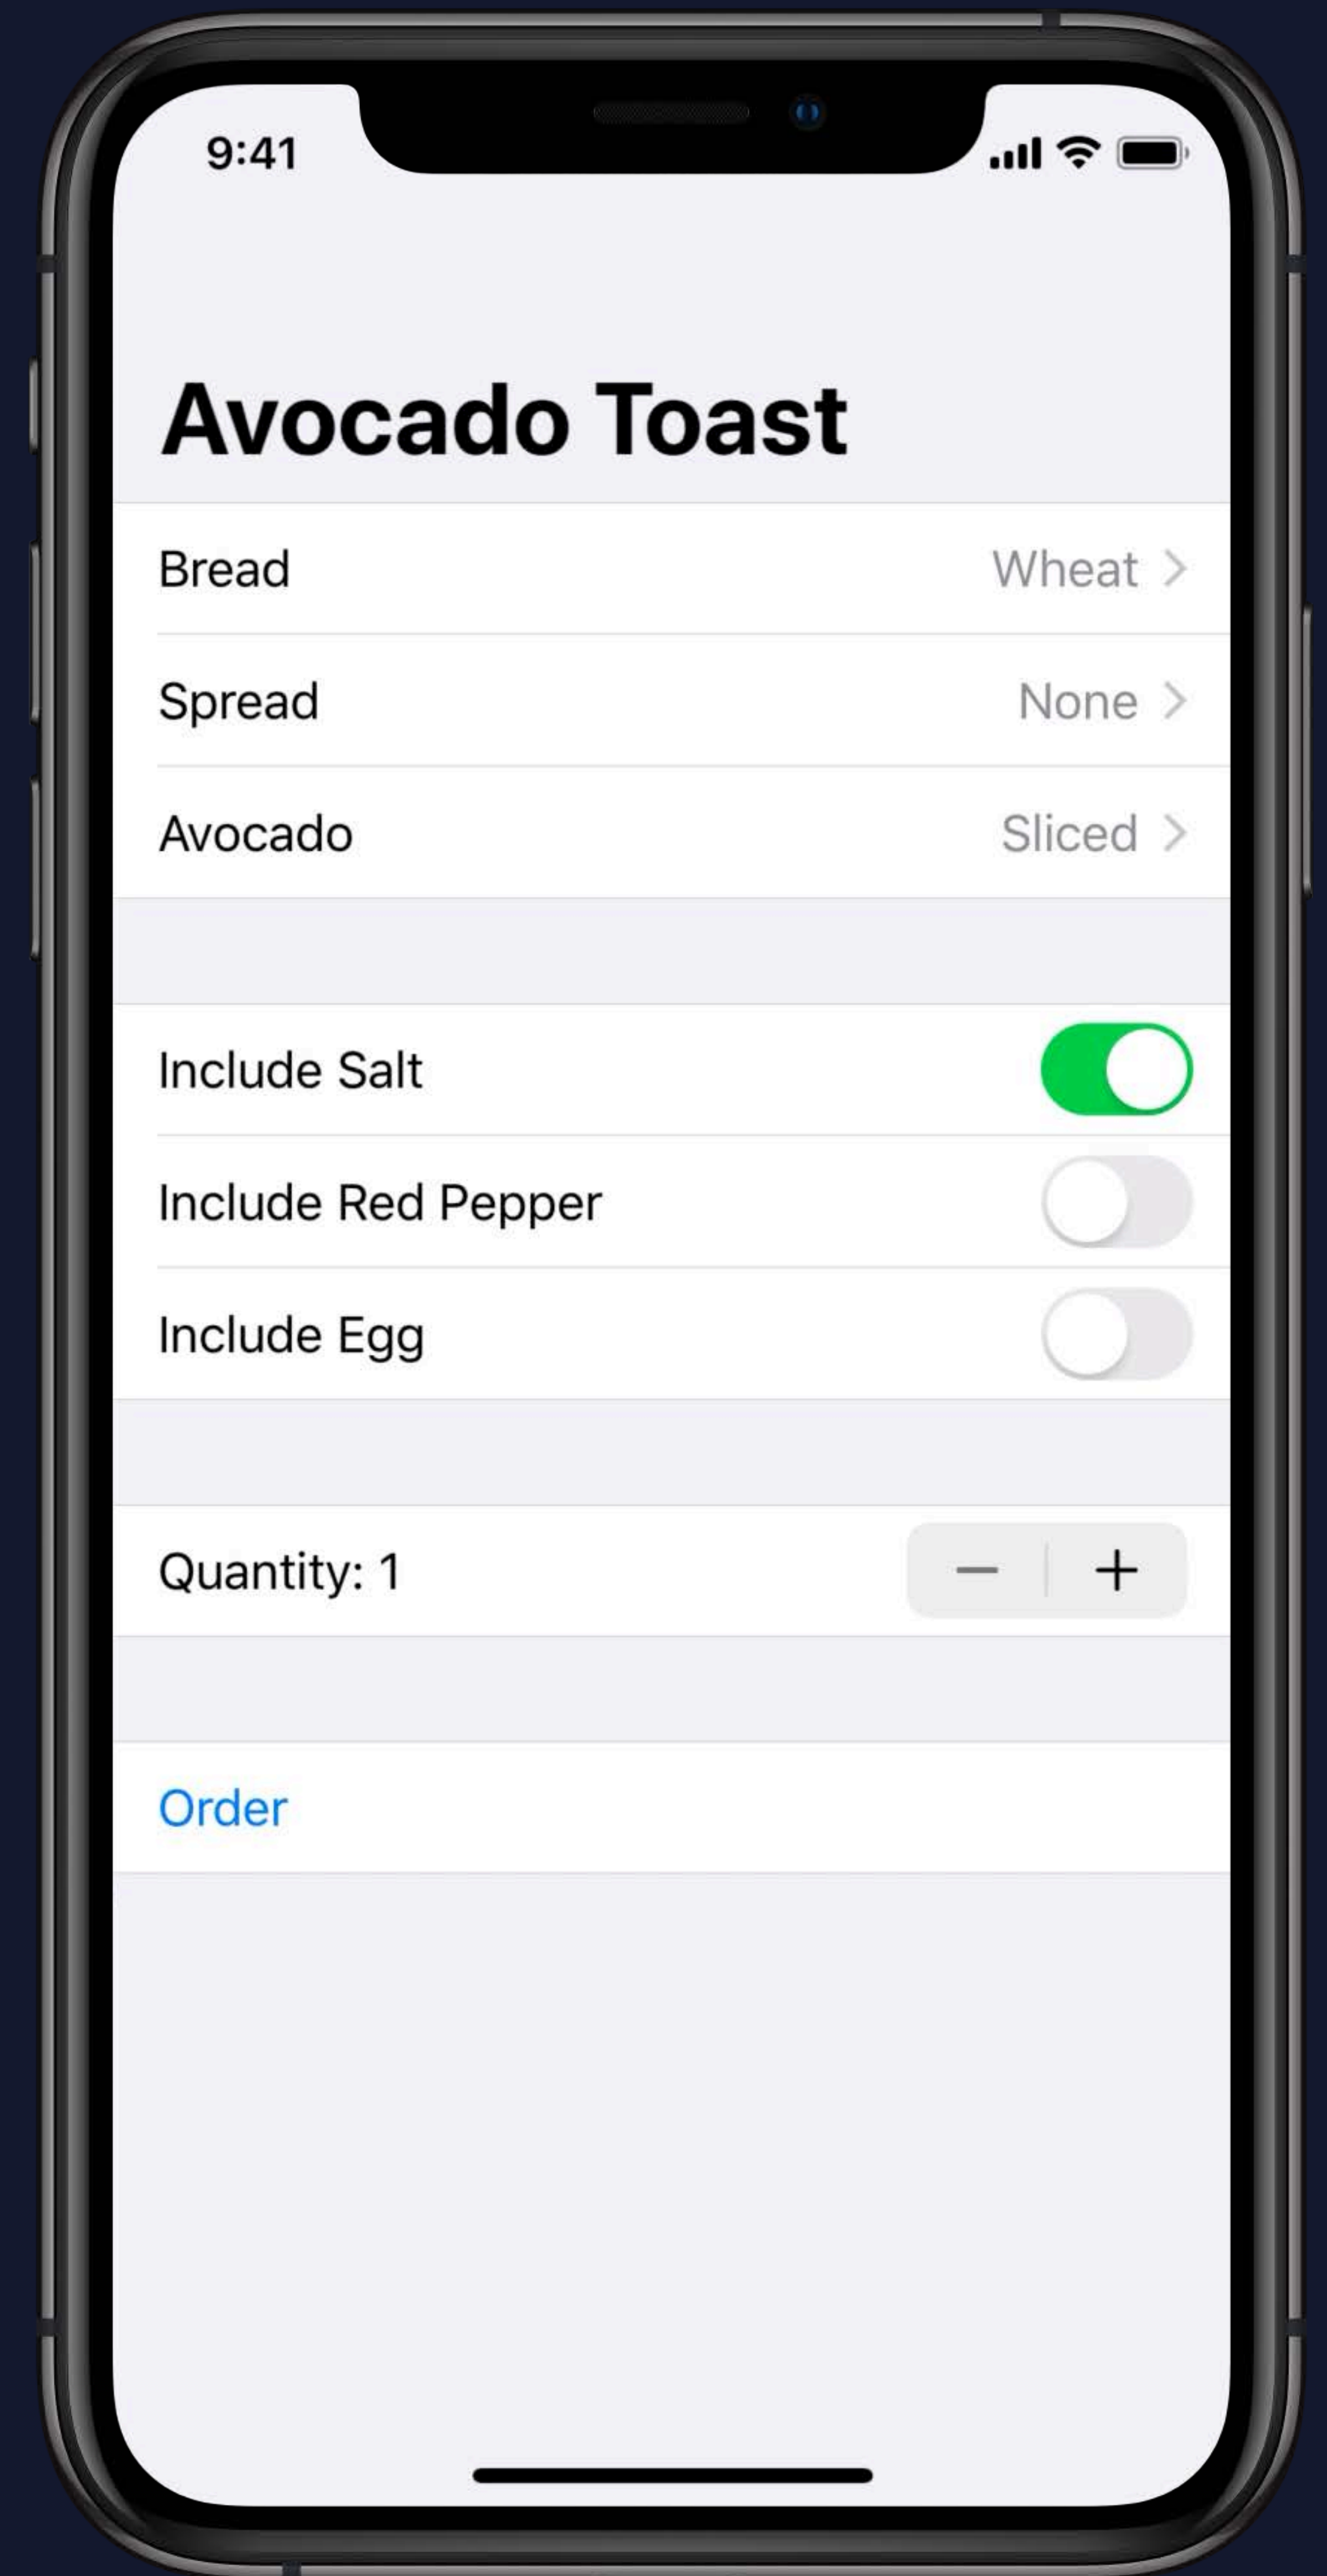 9:41
Avocado Toast
Bread Wheat
Spread None
Avocado Sliced
Include Salt
Include Red Pepper
Include Egg
Quantity: 1
Order